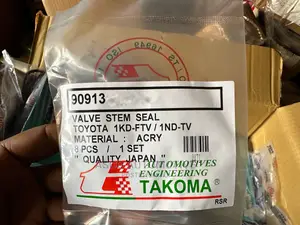 90913
VALVE STEM SEAL
TOYOTA 1KD-FTV / 1ND-TV
MATERIAL : ACRY
8 PCS / 1 SET
" QUALITY JAPAN "
AUTOMOTIVES
ENGINEERING
TAKOMA
RSR